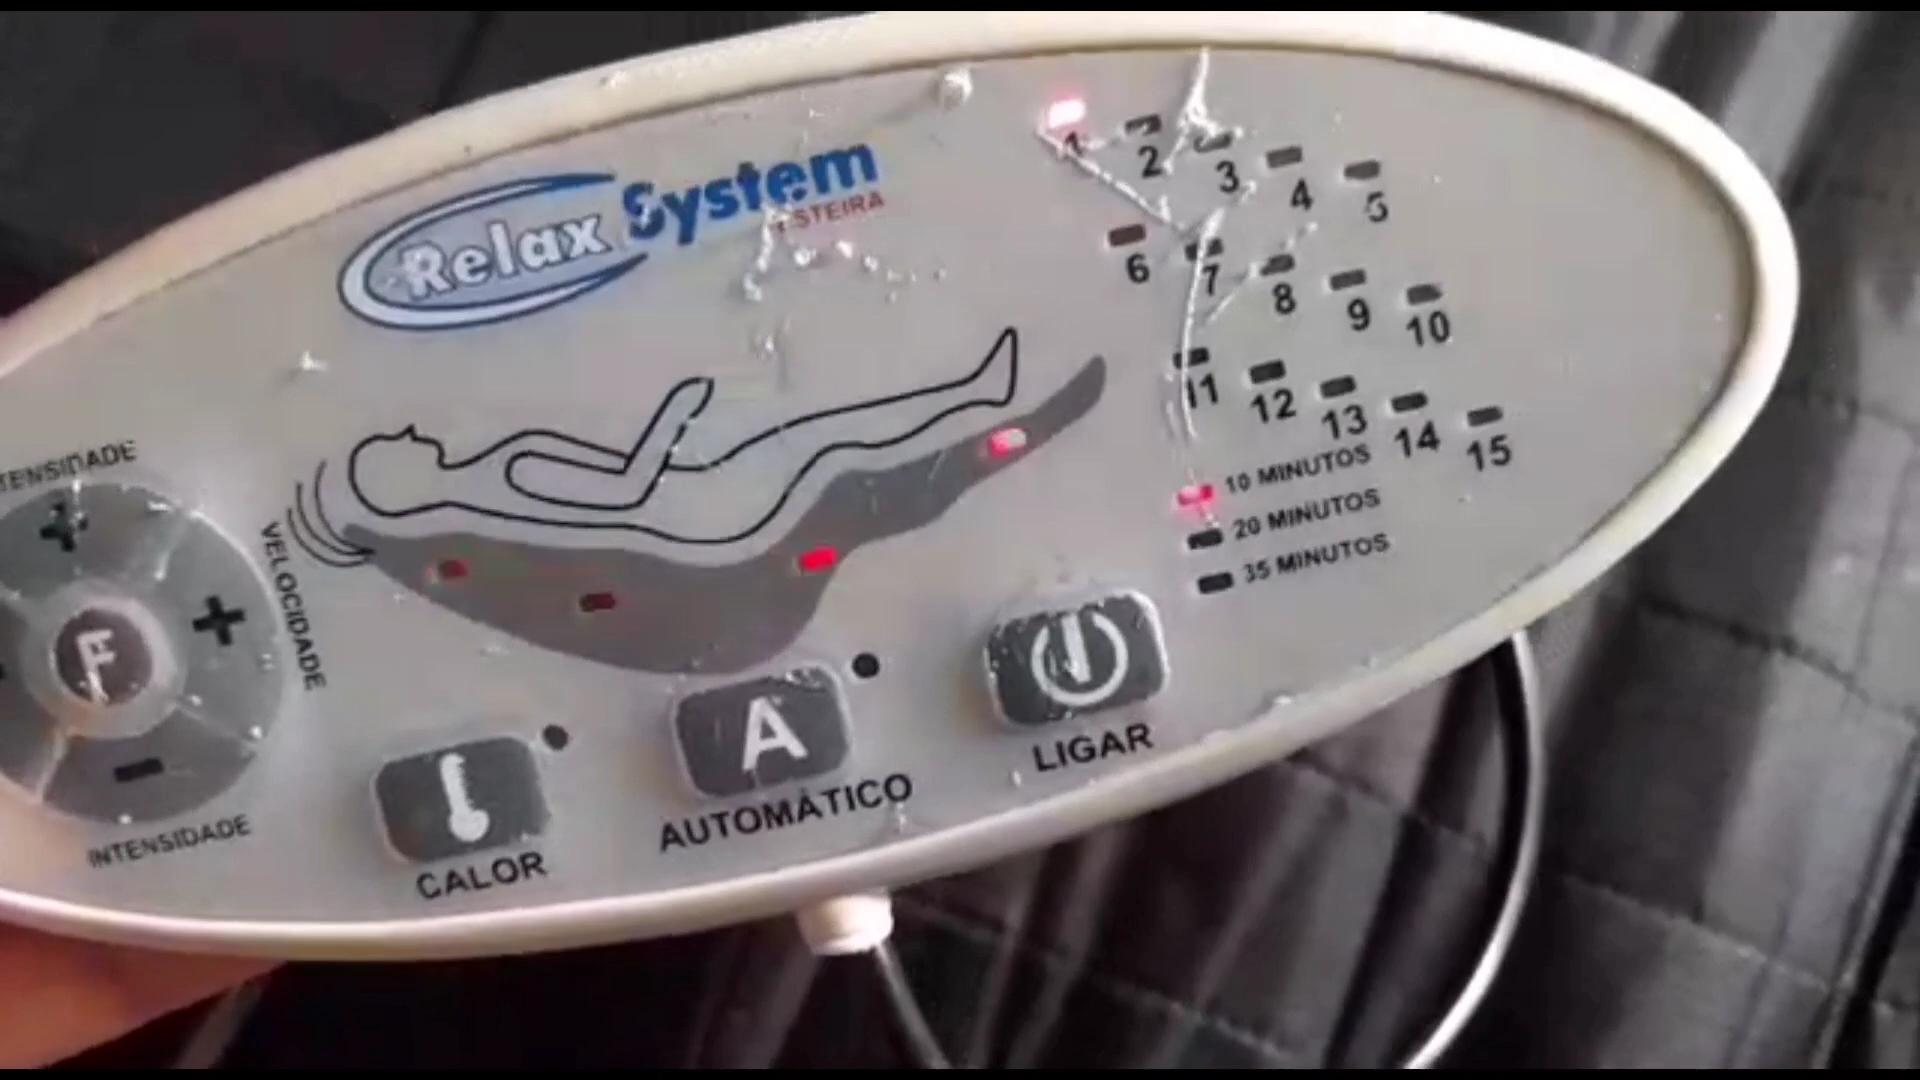 Relax System
ESTEIRA
1 2 3 4 5
6 7 8 9 10
11 12 13 14 15
10 MINUTOS
20 MINUTOS
35 MINUTOS
TENSIDADE
+
VELOCIDADE
F
+
-
INTENSIDADE
CALOR
A
AUTOMÁTICO
LIGAR